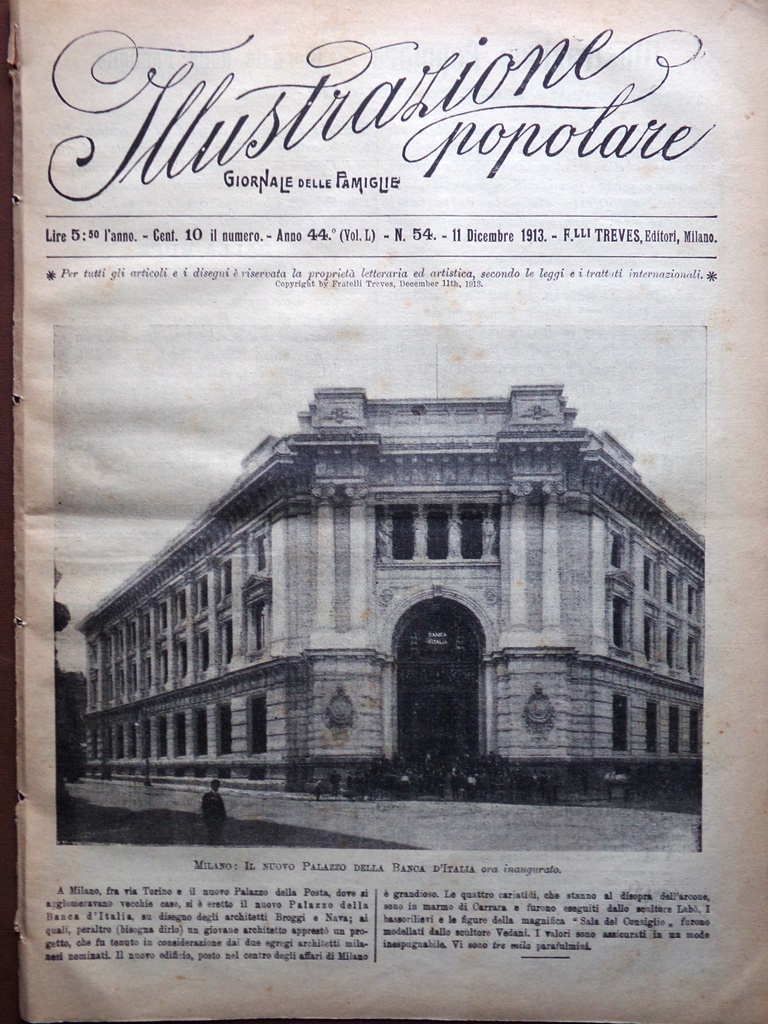 Illustrazione
popolare
GIORNALE DELLE FAMIGLIE
Lire 5:50 l'anno. - Cent. 10 il numero. - Anno 44.° (Vol. L) - N. 54. - 11 Dicembre 1913. - F.LLI TREVES, Editori, Milano.
* Per tutti gli articoli e i disegni è riservata la proprietà letteraria ed artistica, secondo le leggi e i trattati internazionali. *
Copyright by Fratelli Treves, December 11th, 1913.
BANCA
D'ITALIA
MILANO: IL NUOVO PALAZZO DELLA BANCA D'ITALIA ora inaugurato.
A Milano, fra via Torino e il nuovo Palazzo della Posta, dove si
agglomeravano vecchie case, si è eretto il nuovo Palazzo della
Banca d'Italia, su disegno degli architetti Broggi e Nava; ai
quali, peraltro (bisogna dirlo) un giovane architetto apprestò un pro-
getto, che fu tenuto in considerazione dai due egregi architetti mila-
nesi nominati. Il nuovo edificio, posto nel centro degli affari di Milano
è grandioso. Le quattro cariatidi, che stanno al disopra dell'arcone,
sono in marmo di Carrara e furono eseguiti dallo scultore Labò. I
bassorilievi e le figure della magnifica "Sala del Consiglio„ furono
modellati dallo scultore Vedani. I valori sono assicurati in un modo
inespugnabile. Vi sono tre mila parafulmini.